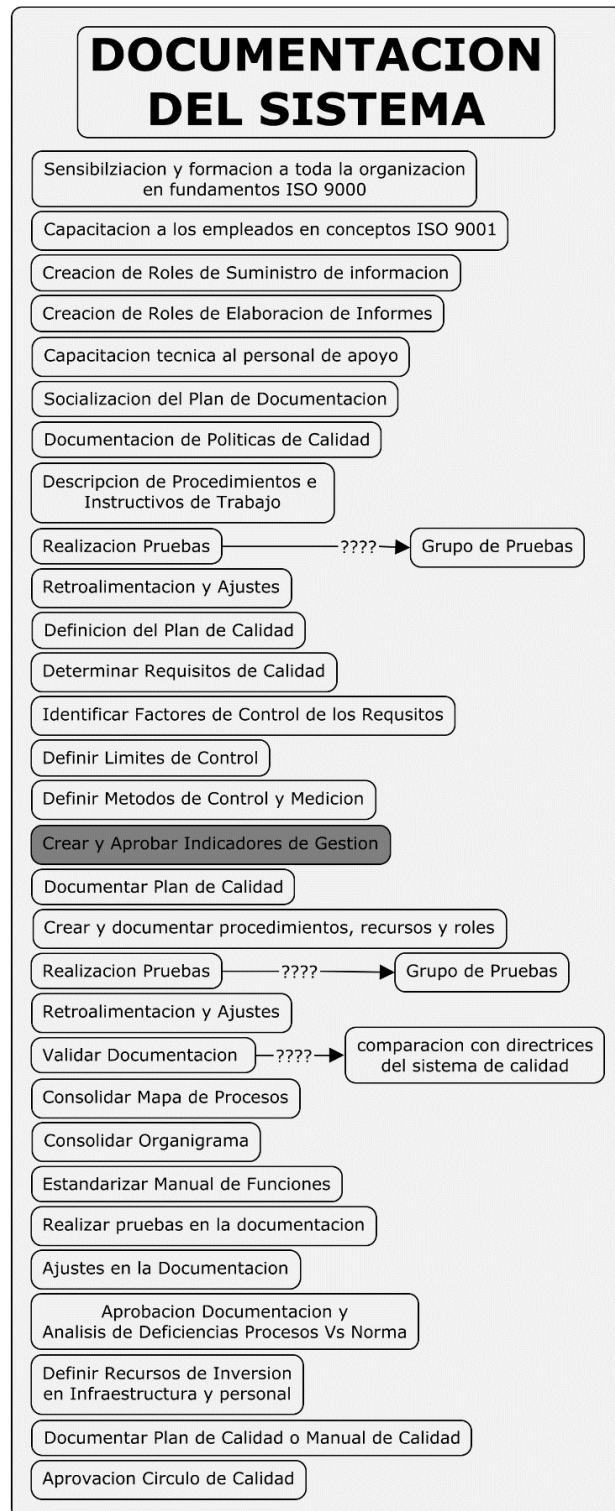 DOCUMENTACION
DEL SISTEMA
Sensibilziacion y formacion a toda la organizacion
en fundamentos ISO 9000
Capacitacion a los empleados en conceptos ISO 9001
Creacion de Roles de Suministro de informacion
Creacion de Roles de Elaboracion de Informes
Capacitacion tecnica al personal de apoyo
Socializacion del Plan de Documentacion
Documentacion de Politicas de Calidad
Descripcion de Procedimientos e
Instructivos de Trabajo
Realizacion Pruebas ???? Grupo de Pruebas
Retroalimentacion y Ajustes
Definicion del Plan de Calidad
Determinar Requisitos de Calidad
Identificar Factores de Control de los Requsitos
Definir Limites de Control
Definir Metodos de Control y Medicion
Crear y Aprobar Indicadores de Gestion
Documentar Plan de Calidad
Crear y documentar procedimientos, recursos y roles
Realizacion Pruebas ???? Grupo de Pruebas
Retroalimentacion y Ajustes
Validar Documentacion ???? comparacion con directrices
del sistema de calidad
Consolidar Mapa de Procesos
Consolidar Organigrama
Estandarizar Manual de Funciones
Realizar pruebas en la documentacion
Ajustes en la Documentacion
Aprobacion Documentacion y
Analisis de Deficiencias Procesos Vs Norma
Definir Recursos de Inversion
en Infraestructura y personal
Documentar Plan de Calidad o Manual de Calidad
Aprovacion Circulo de Calidad